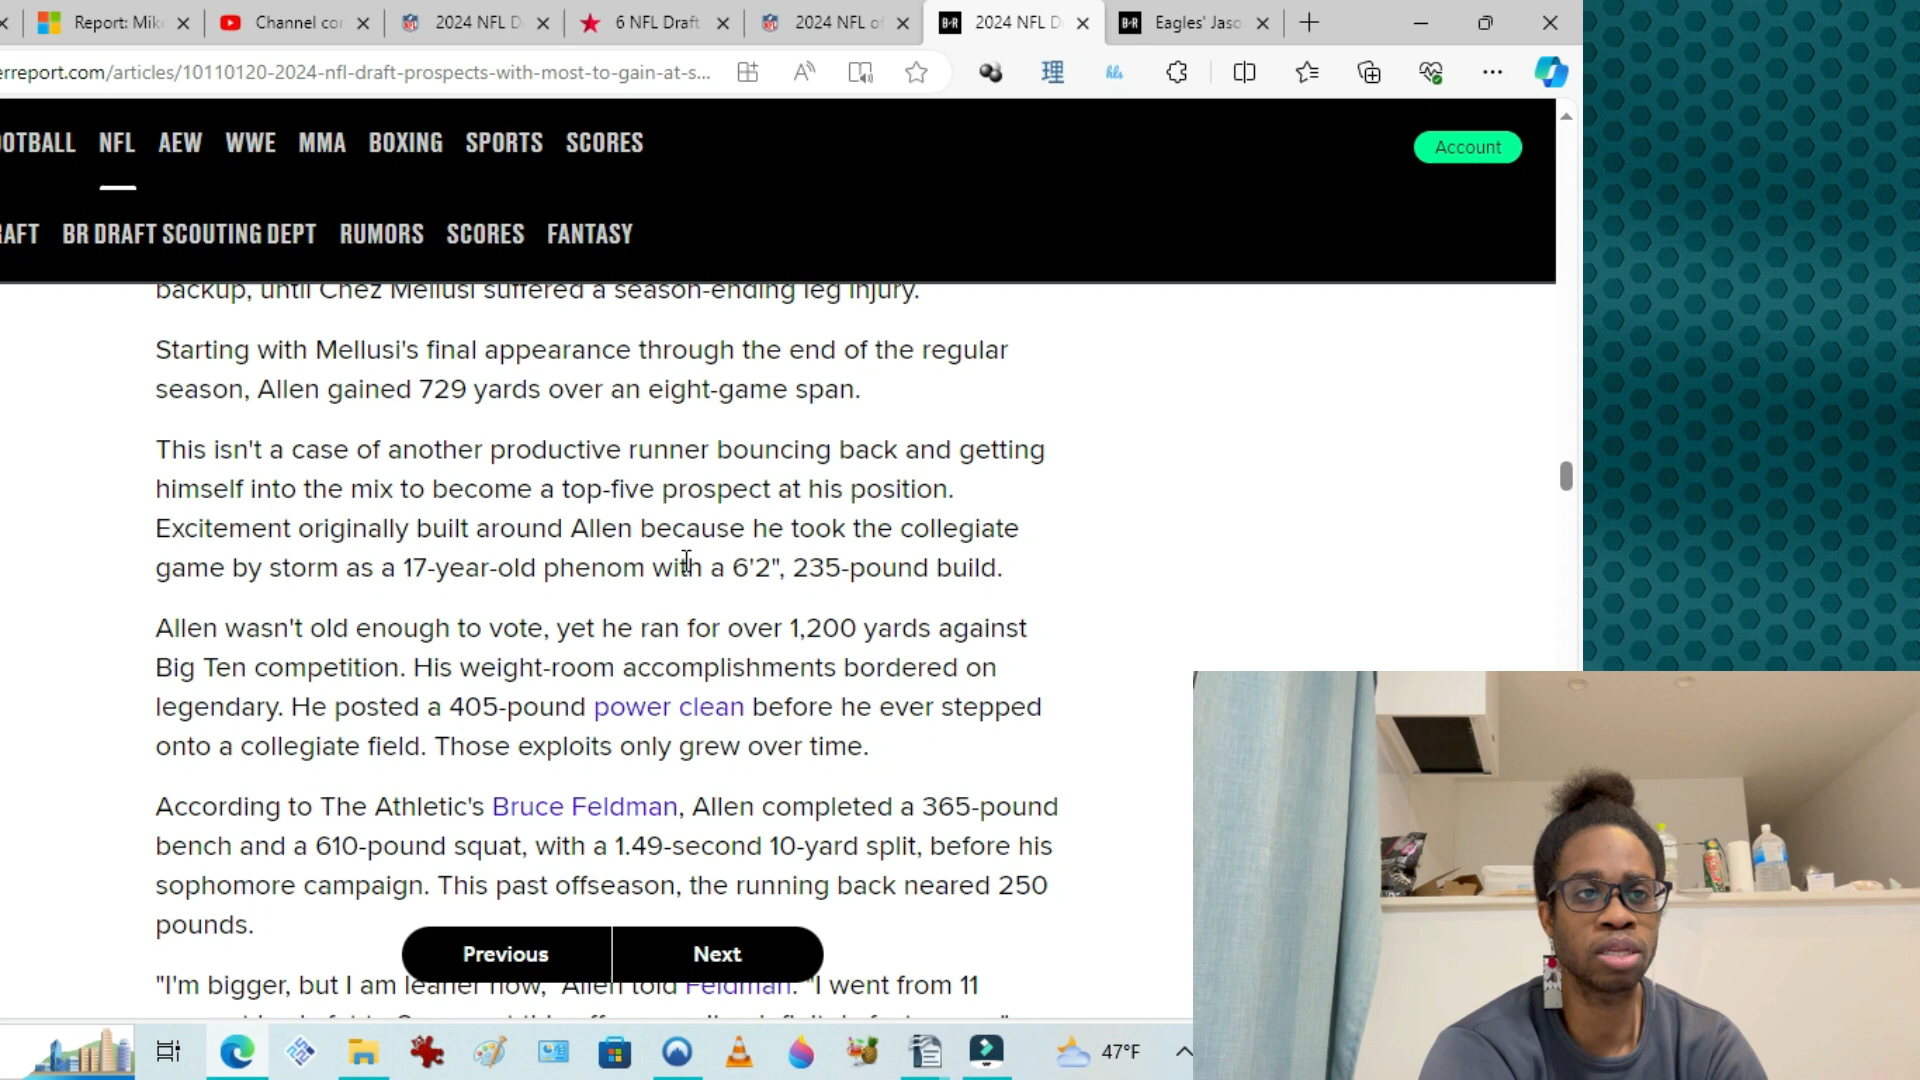 Report: Mik
Channel cor
2024 NFL D
6 NFL Draft
2024 NFL of
B/R
2024 NFL D
B/R
Eagles' Jaso
erreport.com/articles/10110120-2024-nfl-draft-prospects-with-most-to-gain-at-s...
理
hls
OOTBALL NFL AEW WWE MMA BOXING SPORTS SCORES
Account
RAFT BR DRAFT SCOUTING DEPT RUMORS SCORES FANTASY
backup, until Chez Mellusi suffered a season-ending leg injury.
Starting with Mellusi's final appearance through the end of the regular
season, Allen gained 729 yards over an eight-game span.
This isn't a case of another productive runner bouncing back and getting
himself into the mix to become a top-five prospect at his position.
Excitement originally built around Allen because he took the collegiate
game by storm as a 17-year-old phenom with a 6'2", 235-pound build.
Allen wasn't old enough to vote, yet he ran for over 1,200 yards against
Big Ten competition. His weight-room accomplishments bordered on
legendary. He posted a 405-pound power clean before he ever stepped
onto a collegiate field. Those exploits only grew over time.
According to The Athletic's Bruce Feldman, Allen completed a 365-pound
bench and a 610-pound squat, with a 1.49-second 10-yard split, before his
sophomore campaign. This past offseason, the running back neared 250
pounds.
Previous
Next
"I'm bigger, but I am leaner now," Allen told Feldman. "I went from 11
47°F